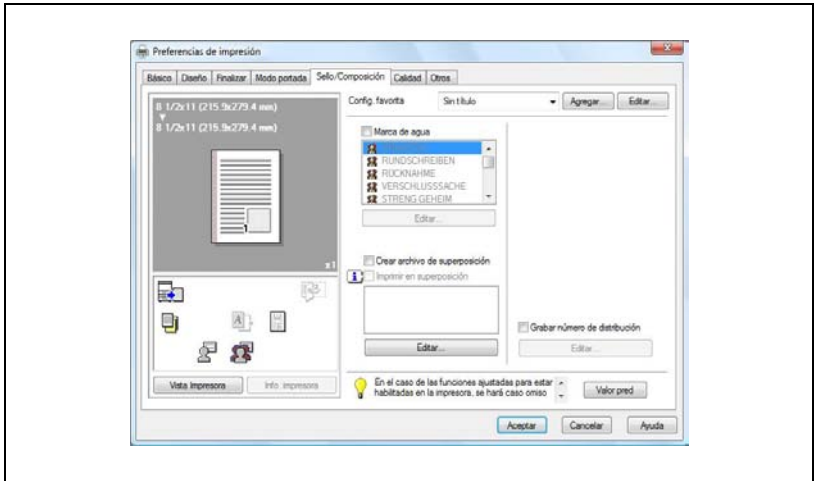 Preferencias de impresión
Básico Diseño Finalizar Modo portada Sello/Composición Calidad Otros
8 1/2x11 (215.9x279.4 mm)
8 1/2x11 (215.9x279.4 mm)
1
x1
Config. favorita Sin título Agregar... Editar...
Marca de agua
RUNDSCHREIBEN
RÜCKNAHME
VERSCHLUSSSACHE
STRENG GEHEIM
Editar...
Crear archivo de superposición
Imprimir en superposición
Editar...
Grabar número de distribución
Editar...
Vista Impresora Info. impresora
En el caso de las funciones ajustadas para estar
habilitadas en la impresora, se hará caso omiso
Valor pred
Aceptar Cancelar Ayuda